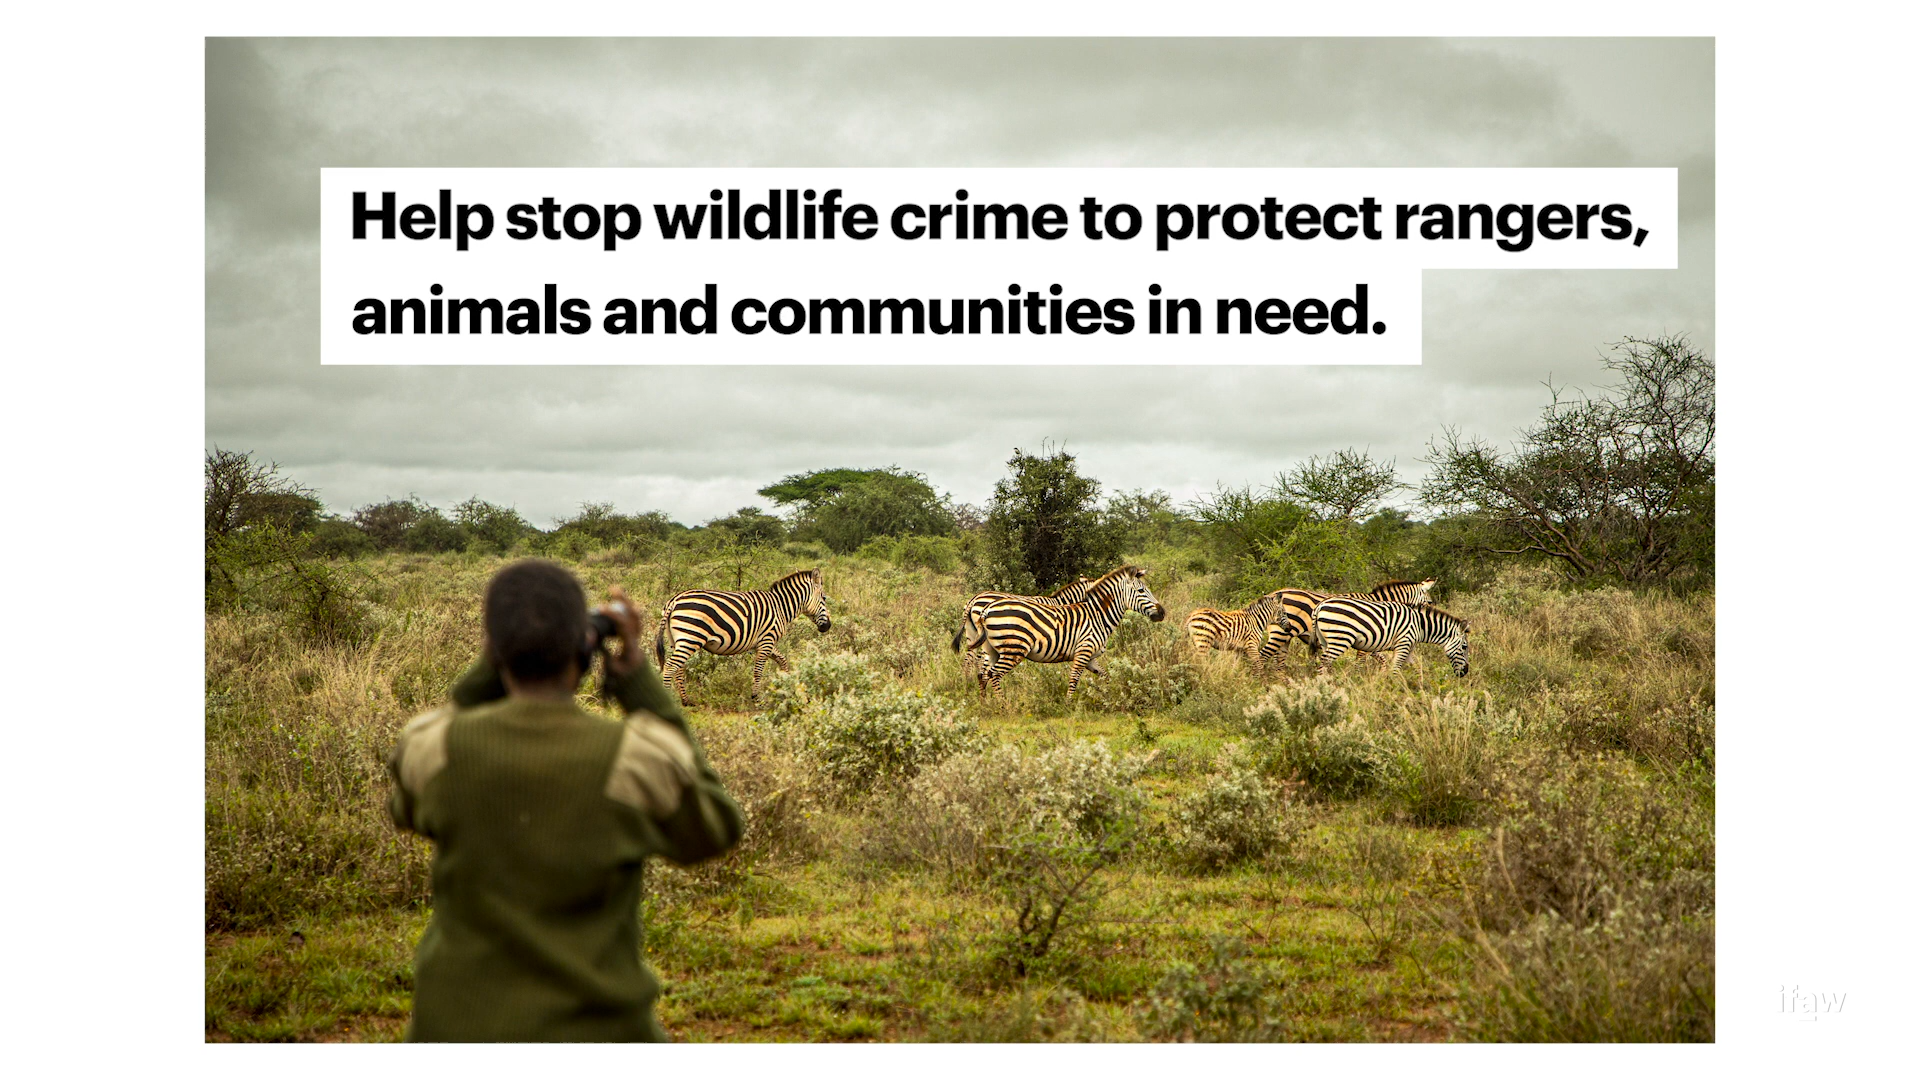 Help stop wildlife crime to protect rangers,
animals and communities in need.
ifaw